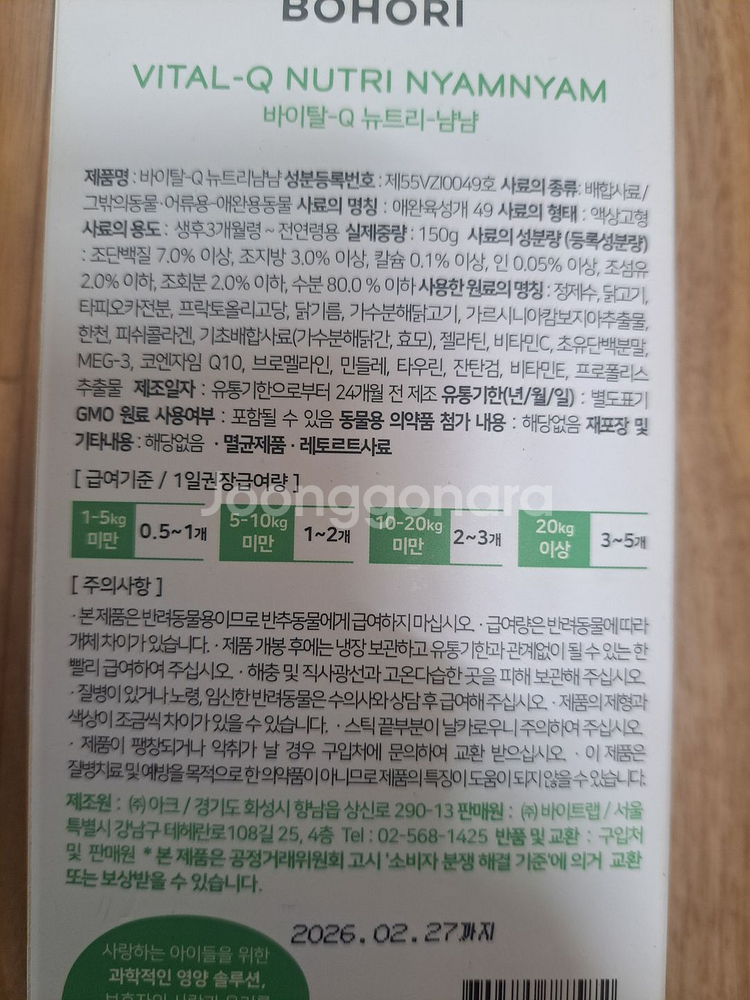 BOHORI
VITAL-Q NUTRI NYAMNYAM
바이탈-Q 뉴트리-냠냠
제품명 : 바이탈-Q 뉴트리냠냠 성분등록번호 : 제55VZI0049호 사료의 종류: 배합사료/
그밖의동물·어류용-애완용동물 사료의 명칭 : 애완육성개 49 사료의 형태 : 액상고형
사료의 용도 : 생후3개월령 ~ 전연령용 실제중량 : 150g 사료의 성분량 (등록성분량)
: 조단백질 7.0% 이상, 조지방 3.0% 이상, 칼슘 0.1% 이상, 인 0.05% 이상, 조섬유
2.0% 이하, 조회분 2.0% 이하, 수분 80.0 % 이하 사용한 원료의 명칭 : 정제수, 닭고기,
타피오카전분, 프락토올리고당, 닭기름, 가수분해닭고기, 가르시니아캄보지아추출물,
한천, 피쉬콜라겐, 기초배합사료(가수분해닭간, 효모), 젤라틴, 비타민C, 초유단백분말,
MEG-3, 코엔자임 Q10, 브로멜라인, 민들레, 타우린, 잔탄검, 비타민E, 프로폴리스
추출물 제조일자 : 유통기한으로부터 24개월 전 제조 유통기한(년/월/일) : 별도표기
GMO 원료 사용여부 : 포함될 수 있음 동물용 의약품 첨가 내용 : 해당없음 재포장 및
기타내용 : 해당없음 · 멸균제품 · 레토르트사료
[ 급여기준 / 1일권장급여량 ]
Joonggonara
1-5kg 미만 0.5~1개 5-10kg 미만 1~2개 10-20kg 미만 2~3개 20kg 이상 3~5개
[ 주의사항 ]
· 본 제품은 반려동물용이므로 반추동물에게 급여하지 마십시오. · 급여량은 반려동물에 따라
개체 차이가 있습니다. · 제품 개봉 후에는 냉장 보관하고 유통기한과 관계없이 될 수 있는 한
빨리 급여하여 주십시오. · 해충 및 직사광선과 고온다습한 곳을 피해 보관해 주십시오.
· 질병이 있거나 노령, 임신한 반려동물은 수의사와 상담 후 급여해 주십시오. · 제품의 제형과
색상이 조금씩 차이가 있을 수 있습니다. · 스틱 끝부분이 날카로우니 주의하여 주십시오.
· 제품이 팽창되거나 악취가 날 경우 구입처에 문의하여 교환 받으십시오. · 이 제품은
질병치료 및 예방을 목적으로 한 의약품이 아니므로 제품의 특징이 도움이 되지 않을 수 있습니다.
제조원 : ㈜아크 / 경기도 화성시 향남읍 상신로 290-13 판매원 : ㈜바이트랩 / 서울
특별시 강남구 테헤란로108길 25, 4층 Tel : 02-568-1425 반품 및 교환 : 구입처
및 판매원 * 본 제품은 공정거래위원회 고시 '소비자 분쟁 해결 기준'에 의거 교환
또는 보상받을 수 있습니다.
2026.02.27까지
사랑하는 아이들을 위한
과학적인 영양 솔루션,